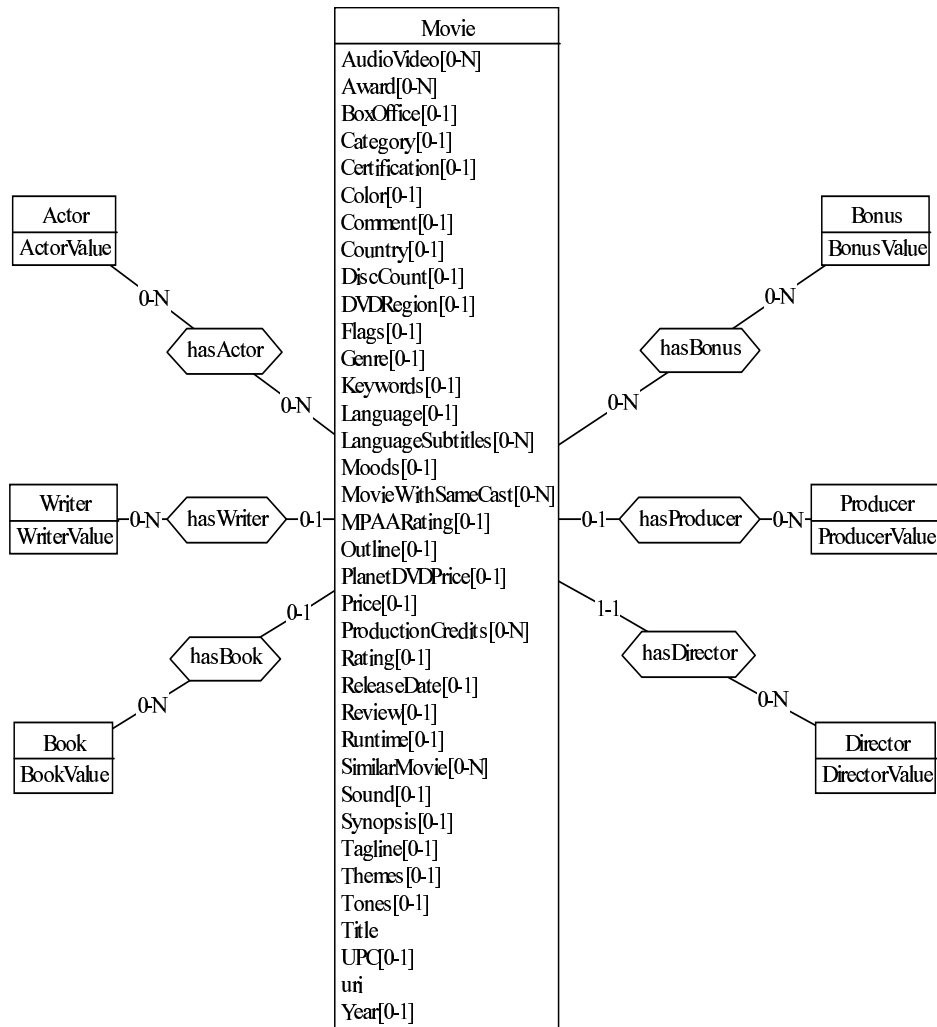 Movie
AudioVideo[0-N]
Award[0-N]
BoxOffice[0-1]
Category[0-1]
Certification[0-1]
Color[0-1]
Comment[0-1]
Country[0-1]
DiscCount[0-1]
DVDRegion[0-1]
Flags[0-1]
Genre[0-1]
Keywords[0-1]
Language[0-1]
LanguageSubtitles[0-N]
Moods[0-1]
MovieWithSameCast[0-N]
MPAARating[0-1]
Outline[0-1]
PlanetDVDPrice[0-1]
Price[0-1]
ProductionCredits[0-N]
Rating[0-1]
ReleaseDate[0-1]
Review[0-1]
Runtime[0-1]
SimilarMovie[0-N]
Sound[0-1]
Synopsis[0-1]
Tagline[0-1]
Themes[0-1]
Tones[0-1]
Title
UPC[0-1]
uri
Year[0-1]
Actor
ActorValue
0-N
hasActor
0-N
Writer
WriterValue
0-N
hasWriter
0-1
Book
BookValue
0-N
hasBook
0-1
Bonus
BonusValue
0-N
hasBonus
0-N
Producer
ProducerValue
0-N
hasProducer
0-1
Director
DirectorValue
0-N
hasDirector
1-1